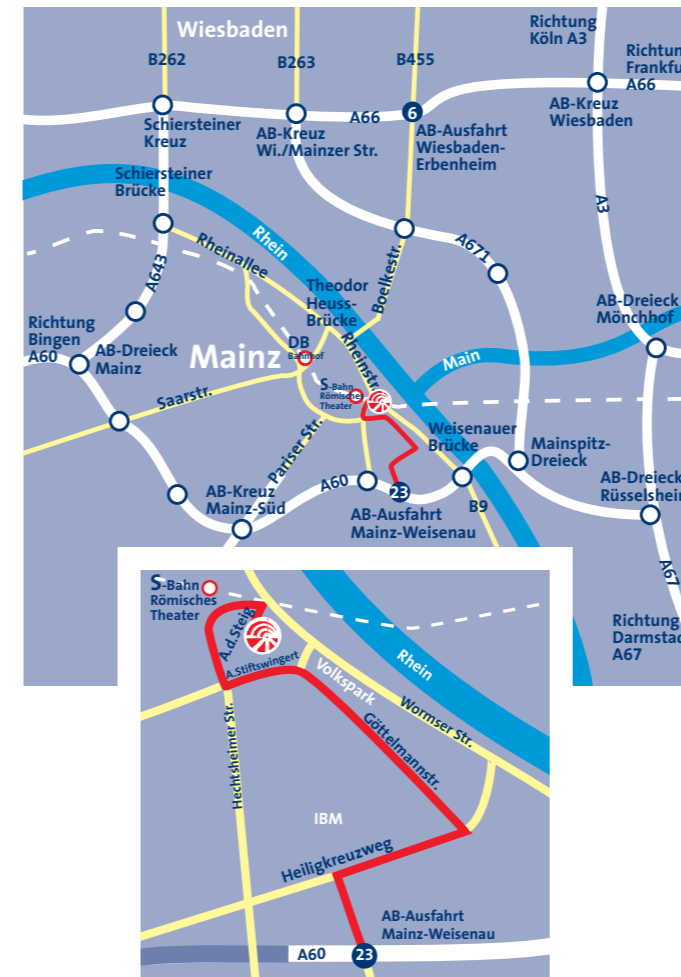 Wiesbaden
Richtung
Köln A3
B262
B263
B455
Richtun
Frankfu
A66
A66
6
Schiersteiner
Kreuz
AB-Kreuz
Wi./Mainzer Str.
AB-Ausfahrt
Wiesbaden-
Erbenheim
AB-Kreuz
Wiesbaden
Schiersteiner
Brücke
A3
Rheinallee
Rhein
A643
Boelkestr.
A671
Theodor
Heuss-
Brücke
AB-Dreieck
Mönchhof
Richtung
Bingen
A60
AB-Dreieck
Mainz
Mainz
DB
Bahnhof
Rheinstr.
Main
S-Bahn
Römisches
Theater
Saarstr.
Pariser Str.
Weisenauer
Brücke
Mainspitz-
Dreieck
AB-Kreuz
Mainz-Süd
A60
23
AB-Ausfahrt
Mainz-Weisenau
B9
AB-Dreieck
Rüsselshei
A67
Richtung
Darmstad
A67
S-Bahn
Römisches
Theater
A.d.Steig
A.Stiftswingert
Volkspark
Rhein
Wormser Str.
Göttelmannstr.
Hechtsheimer Str.
IBM
Heiligkreuzweg
AB-Ausfahrt
Mainz-Weisenau
A60
23